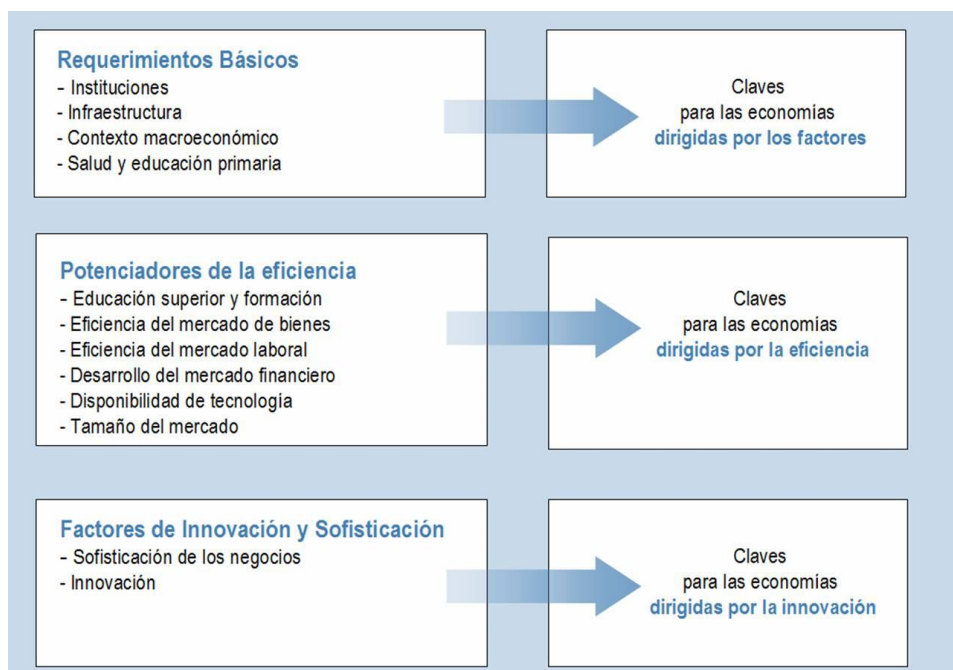 Requerimientos Básicos
- Instituciones
- Infraestructura
- Contexto macroeconómico
- Salud y educación primaria
Claves
para las economías
dirigidas por los factores
Potenciadores de la eficiencia
- Educación superior y formación
- Eficiencia del mercado de bienes
- Eficiencia del mercado laboral
- Desarrollo del mercado financiero
- Disponibilidad de tecnología
- Tamaño del mercado
Claves
para las economías
dirigidas por la eficiencia
Factores de Innovación y Sofisticación
- Sofisticación de los negocios
- Innovación
Claves
para las economías
dirigidas por la innovación